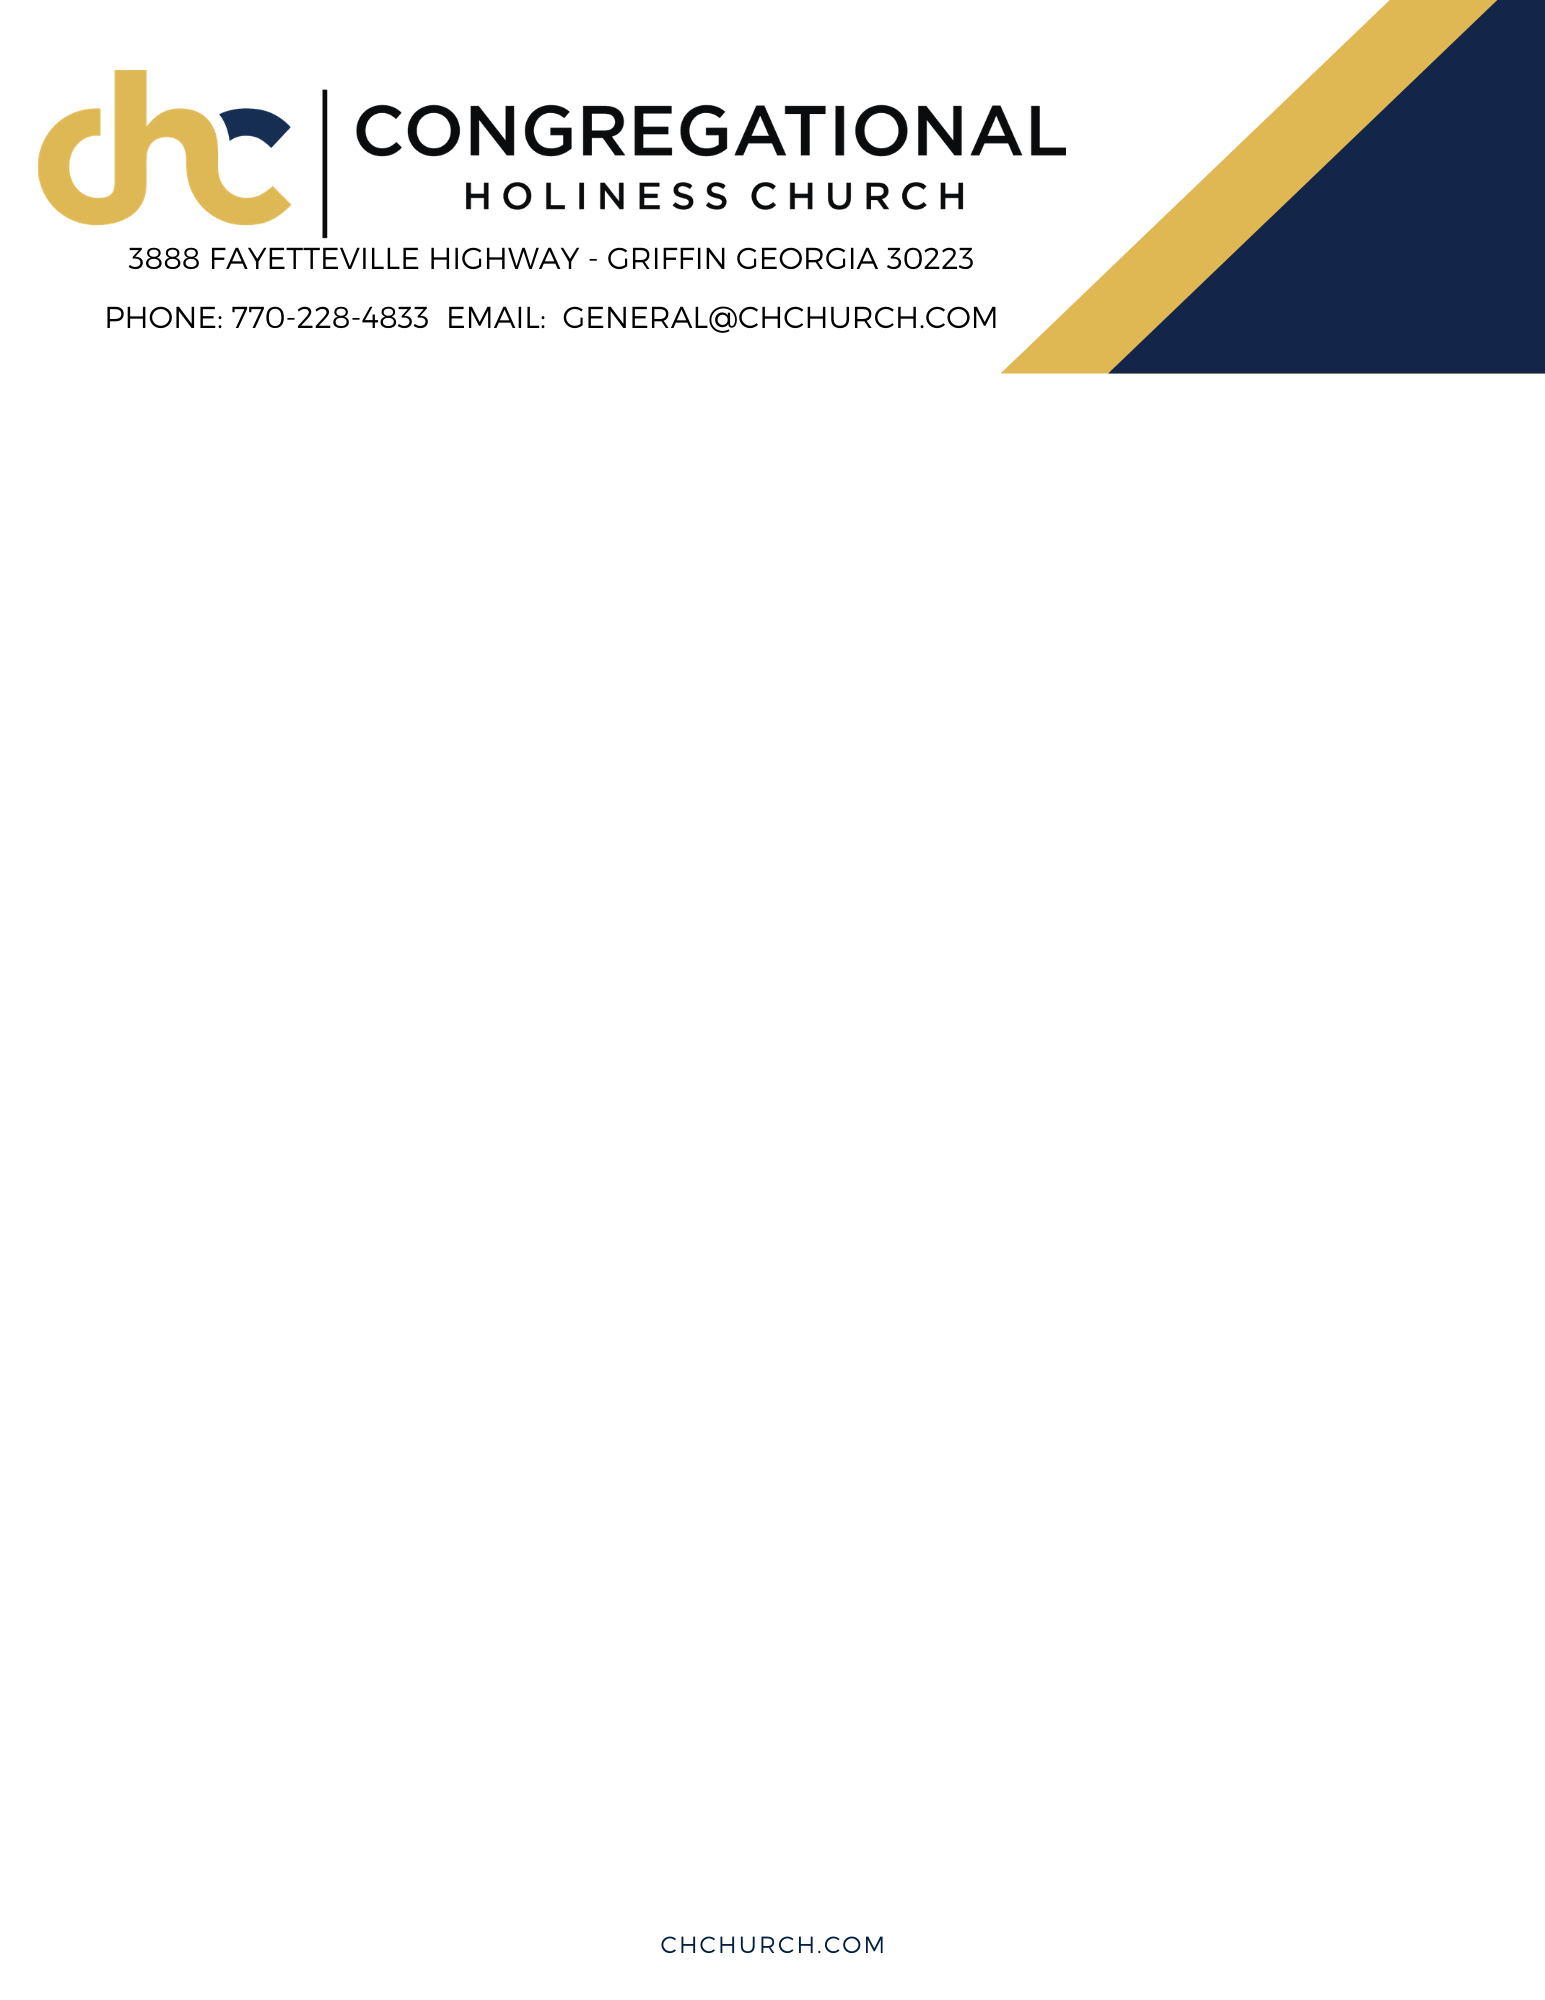 chc
CONGREGATIONAL
HOLINESS CHURCH
3888 FAYETTEVILLE HIGHWAY - GRIFFIN GEORGIA 30223
PHONE: 770-228-4833  EMAIL:  GENERAL@CHCHURCH.COM
CHCHURCH.COM